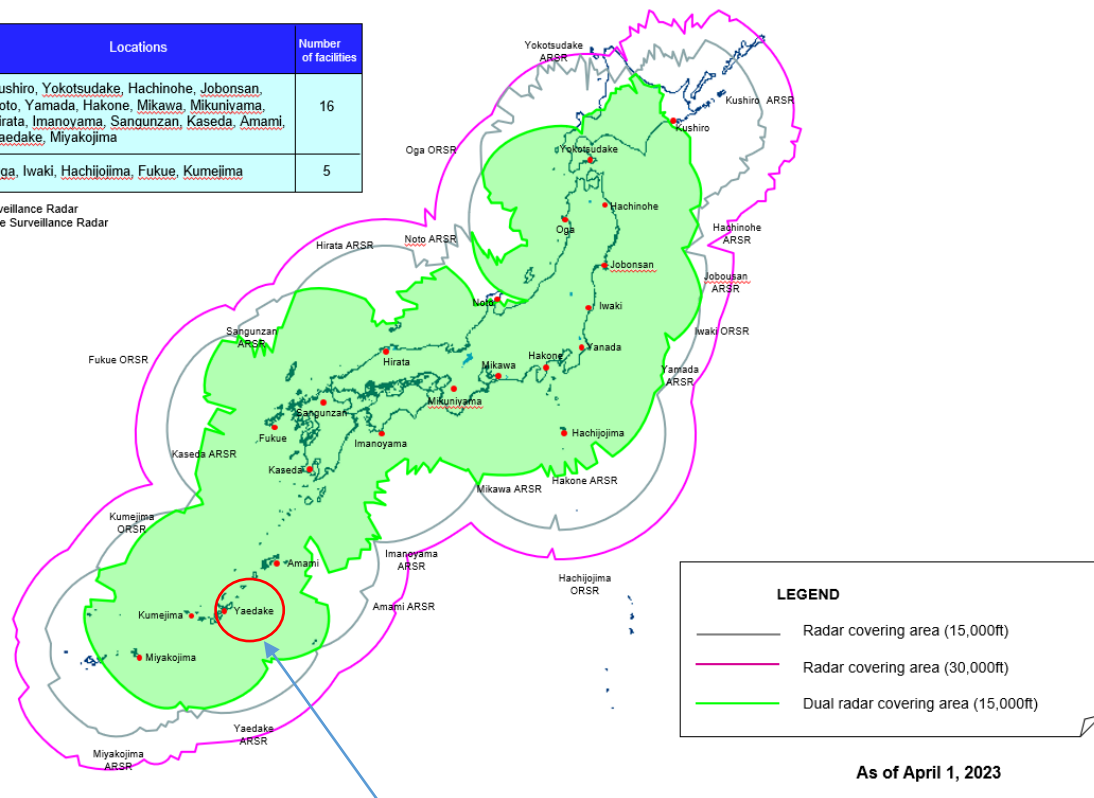 Locations
Number
of facilities
ushiro, Yokotsudake, Hachinohe, Jobonsan,
oto, Yamada, Hakone, Mikawa, Mikuniyama,
irata, Imanoyama, Sangunzan, Kaseda, Amami,
aedake, Miyakojima
16
ga, Iwaki, Hachijojima, Fukue, Kumejima
5
veillance Radar
e Surveillance Radar
Yokotsudake
ARSR
Kushiro ARSR
Kushiro
Oga ORSR
Yokotsudake
Hachinohe
Oga
Hachinohe
ARSR
Noto ARSR
Hirata ARSR
Jobonsan
Jobousan
ARSR
Noto
Iwaki
Iwaki ORSR
Sangunzan
ARSR
Fukue ORSR
Yanada
Hirata
Hakone
Mikawa
Yamada
ARSR
Mikuniyama
Sangunzan
Fukue
Imanoyama
Hachijojima
Kaseda ARSR
Kaseda
Mikawa ARSR
Hakone ARSR
Kumejima
ORSR
Imanoyama
ARSR
Amami
Hachijojima
ORSR
Amami ARSR
Kumejima
Yaedake
Miyakojima
Yaedake
ARSR
Miyakojima
ARSR
LEGEND
Radar covering area (15,000ft)
Radar covering area (30,000ft)
Dual radar covering area (15,000ft)
As of April 1, 2023